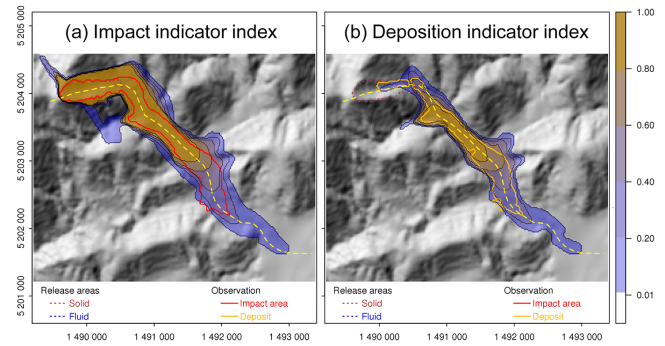 (a) Impact indicator index
(b) Deposition indicator index
5 205 000
5 204 000
5 203 000
5 202 000
5 201 000
Release areas
Solid
Fluid
Observation
Impact area
Deposit
Release areas
Solid
Fluid
Observation
Impact area
Deposit
1 490 000 1 491 000 1 492 000 1 493 000
1 490 000 1 491 000 1 492 000 1 493 000
1.00
0.80
0.60
0.40
0.20
0.01